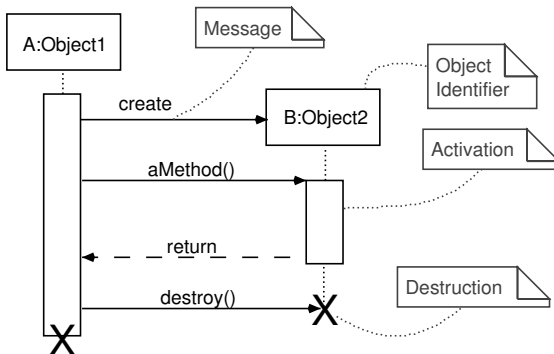 Message
A:Object1
Object
Identifier
create
B:Object2
Activation
aMethod()
return
Destruction
destroy()
X
X